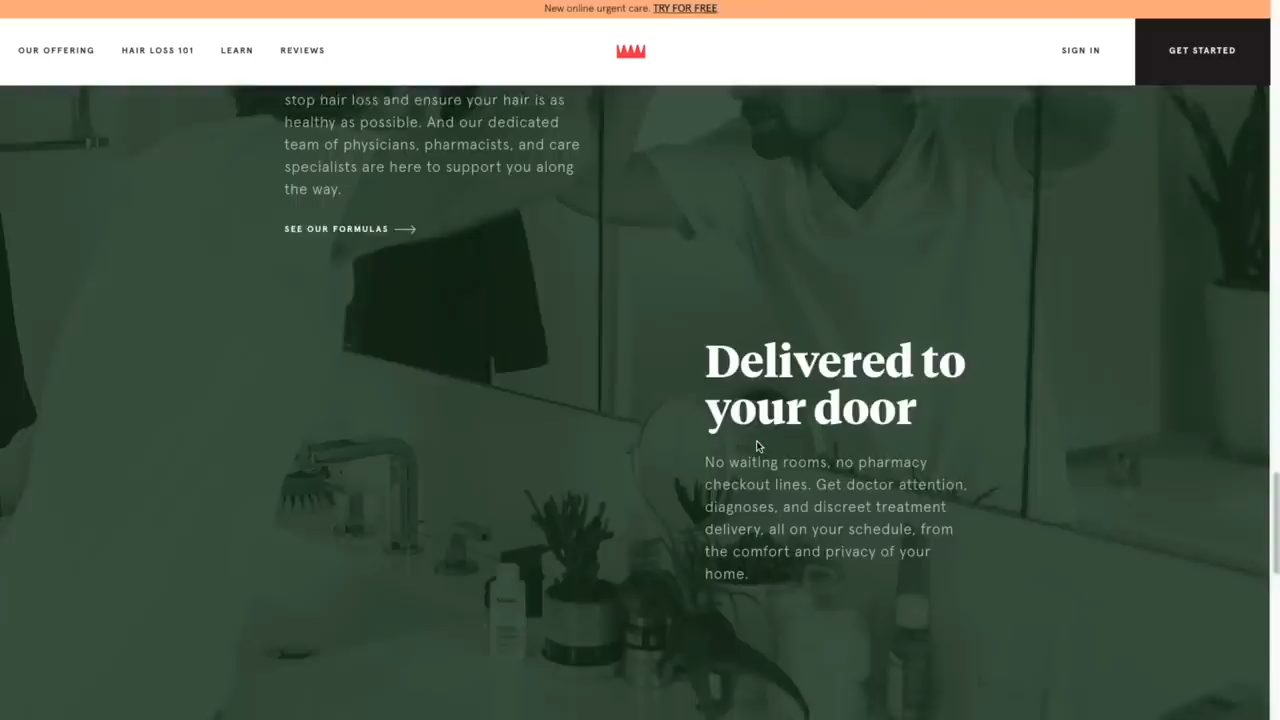 New online urgent care. TRY FOR FREE
OUR OFFERING HAIR LOSS 101 LEARN REVIEWS SIGN IN GET STARTED
stop hair loss and ensure your hair is as
healthy as possible. And our dedicated
team of physicians, pharmacists, and care
specialists are here to support you along
the way.
SEE OUR FORMULAS
Delivered to
your door
No waiting rooms, no pharmacy
checkout lines. Get doctor attention,
diagnoses, and discreet treatment
delivery, all on your schedule, from
the comfort and privacy of your
home.